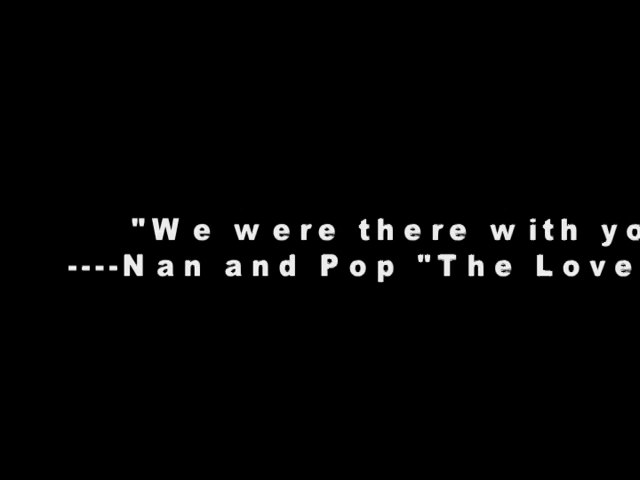 "We were there with yo
----Nan and Pop "The Love